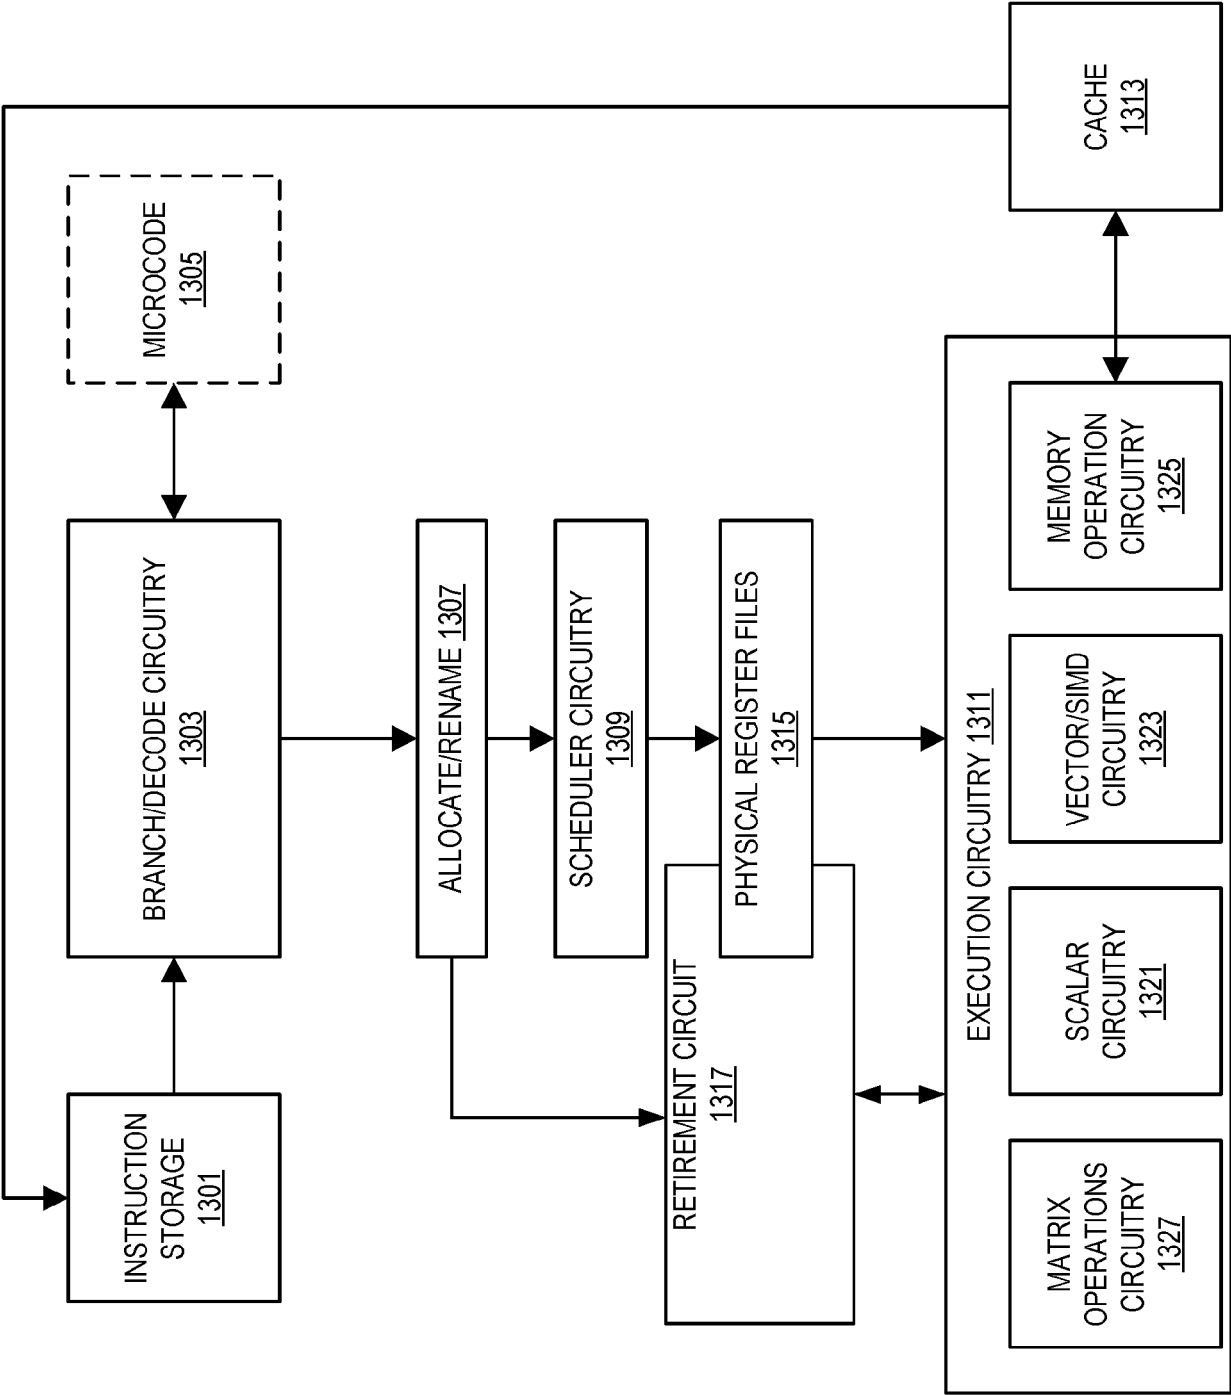 INSTRUCTION
STORAGE
1301
BRANCH/DECODE CIRCUITRY
1303
MICROCODE
1305
ALLOCATE/RENAME 1307
SCHEDULER CIRCUITRY
1309
RETIREMENT CIRCUIT
1317
PHYSICAL REGISTER FILES
1315
EXECUTION CIRCUITRY 1311
MATRIX
OPERATIONS
CIRCUITRY
1327
SCALAR
CIRCUITRY
1321
VECTOR/SIMD
CIRCUITRY
1323
MEMORY
OPERATION
CIRCUITRY
1325
CACHE
1313